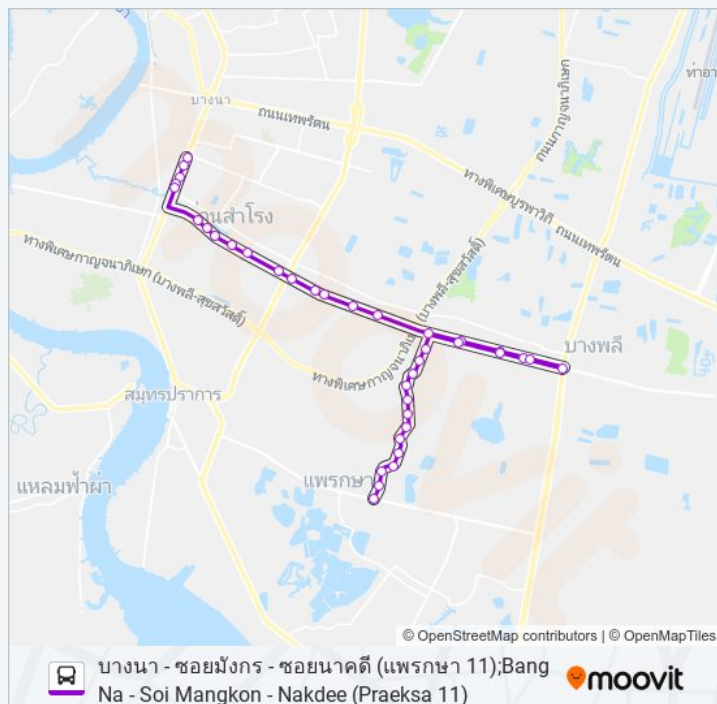 ท่าอา
บางนา
ถนนเทพรัตน
ถนนกาญจนาภิเษก
ทางพิเศษบูรพาวิถี ถนนเทพรัตน
านสำโรง
ทางพิเศษกาญจนาภิเษก (บางพลี-สุขสวัสดิ์)
ทางพิเศษกาญจนาภิเษก (บางพลี-สุขสวัสดิ์)
บางพลี
สมุทรปราการ
แพรกษา
แหลมฟ้าผ่า
moovit
© OpenStreetMap contributors | © OpenMapTiles
บางนา - ซอยมังกร - ซอยนาคดี (แพรกษา 11);Bang
Na - Soi Mangkon - Nakdee (Praeksa 11)
moovit